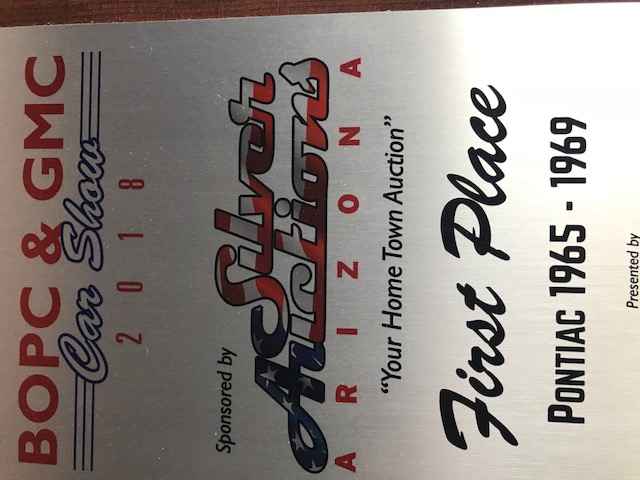 BOPC & GMC
Car Show
2018
Sponsored by
Silver
Auctions
ARIZONA
"Your Home Town Auction"
First Place
PONTIAC 1965 - 1969
Presented by